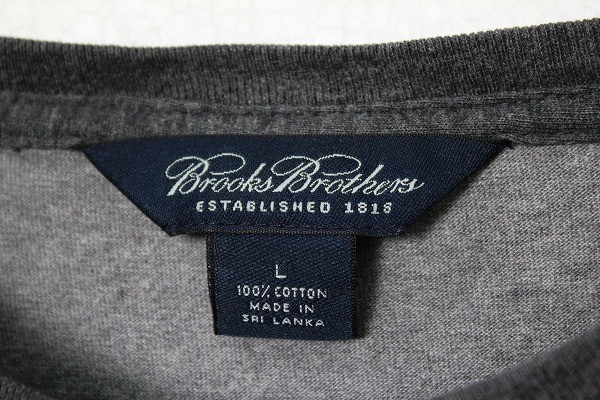 Brooks Brothers
ESTABLISHED 1818
L
100% COTTON
MADE IN
SRI LANKA